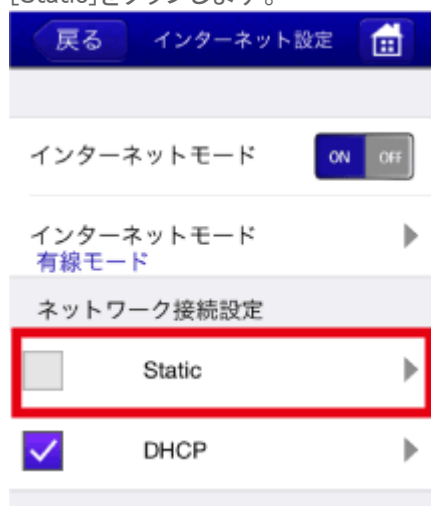 [Static]をタップします。
戻る インターネット設定
インターネットモード ON OFF
インターネットモード
有線モード
ネットワーク接続設定
Static
DHCP